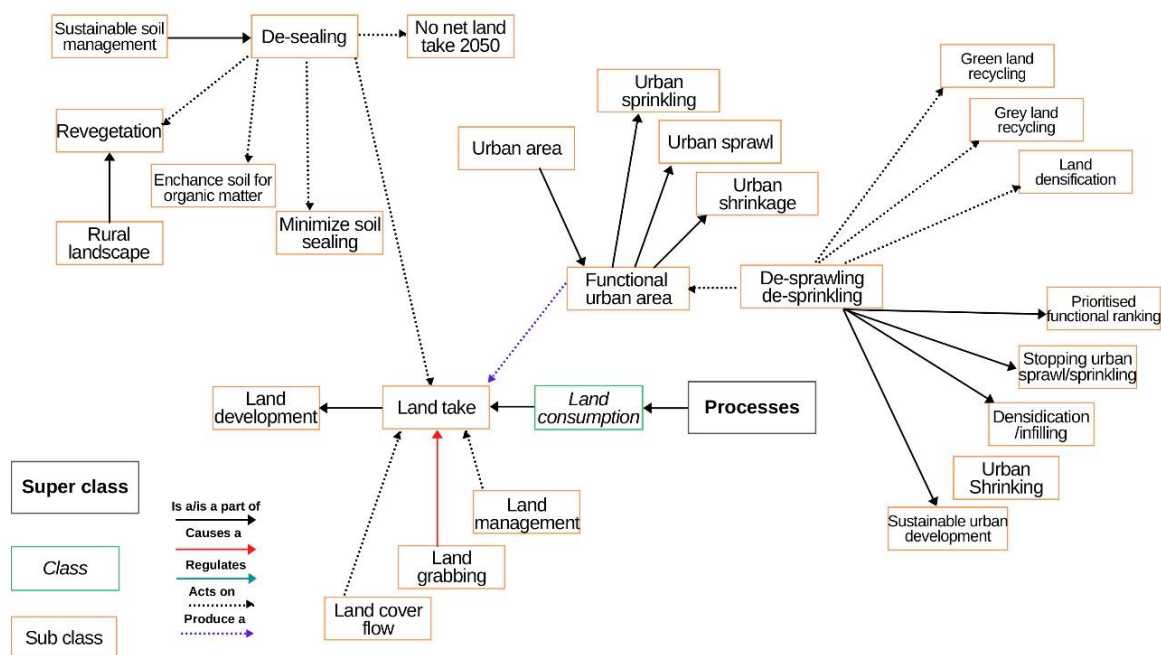 Sustainable soil
management
De-sealing
No net land
take 2050
Revegetation
Enchance soil for
organic matter
Minimize soil
sealing
Rural
landscape
Urban area
Urban
sprinkling
Urban sprawl
Urban
shrinkage
Functional
urban area
De-sprawling
de-sprinkling
Green land
recycling
Grey land
recycling
Land
densification
Prioritised
functional ranking
Stopping urban
sprawl/sprinkling
Densidication
/infilling
Urban
Shrinking
Sustainable urban
development
Land
development
Land take
Land
consumption
Processes
Land
management
Land
grabbing
Land cover
flow
Super class
Class
Sub class
Is a/is a part of
Causes a
Regulates
Acts on
Produce a